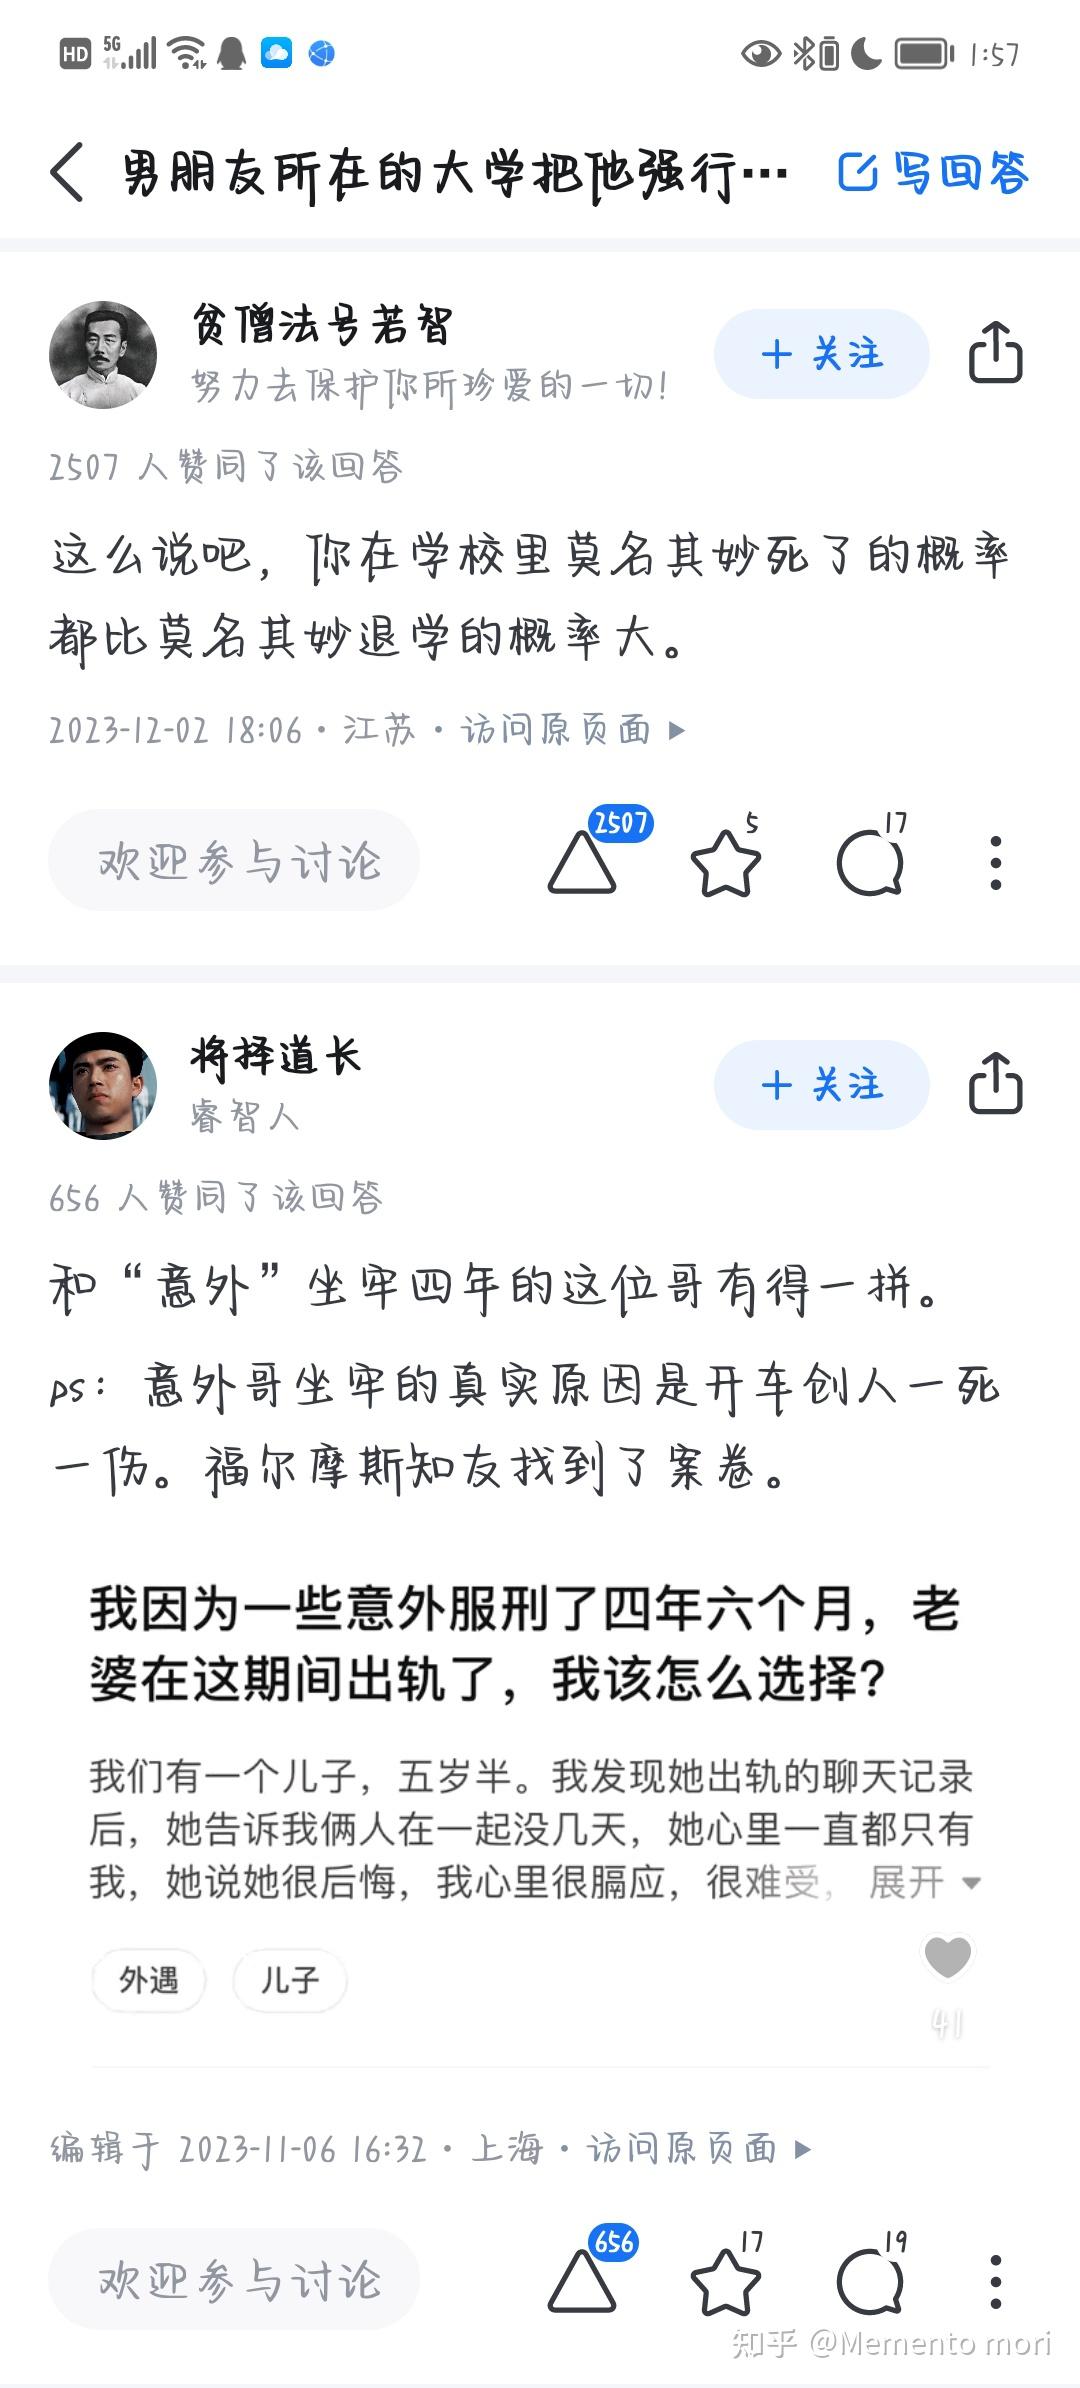 HD 5G 1:57
男朋友所在的大学把他强行… 写回答
贫僧法号若智
努力去保护你所珍爱的一切!
+ 关注
2507 人赞同了该回答
这么说吧，你在学校里莫名其妙死了的概率
都比莫名其妙退学的概率大。
2023-12-02 18:06 · 江苏 · 访问原页面
欢迎参与讨论
2507 5 17
将择道长
睿智人
+ 关注
656 人赞同了该回答
和“意外”坐牢四年的这位哥有得一拼。
ps：意外哥坐牢的真实原因是开车创人一死
一伤。福尔摩斯知友找到了案卷。
我因为一些意外服刑了四年六个月，老
婆在这期间出轨了，我该怎么选择?
我们有一个儿子，五岁半。我发现她出轨的聊天记录
后，她告诉我俩人在一起没几天，她心里一直都只有
我，她说她很后悔，我心里很膈应，很难受， 展开
外遇 儿子
41
编辑于 2023-11-06 16:32 · 上海 · 访问原页面
欢迎参与讨论
656 17 19
知乎 @Memento mori